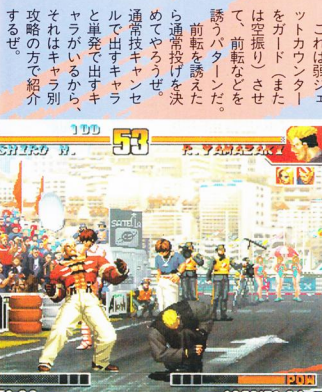 これは弱ジェ
ットカウンター
をガード（また
は空振り）させ
て、前転などを
誘うパターンだ。
前転を誘えた
ら通常投げを決
めてやろうぜ。
通常技キャンセ
ルで出すキャラ
と単発で出すキ
ャラがいるから、
それはキャラ別
攻略の方で紹介
するぜ。
100
53
SHIRO N.
R. YAMAZAKI
SATELLA
POW